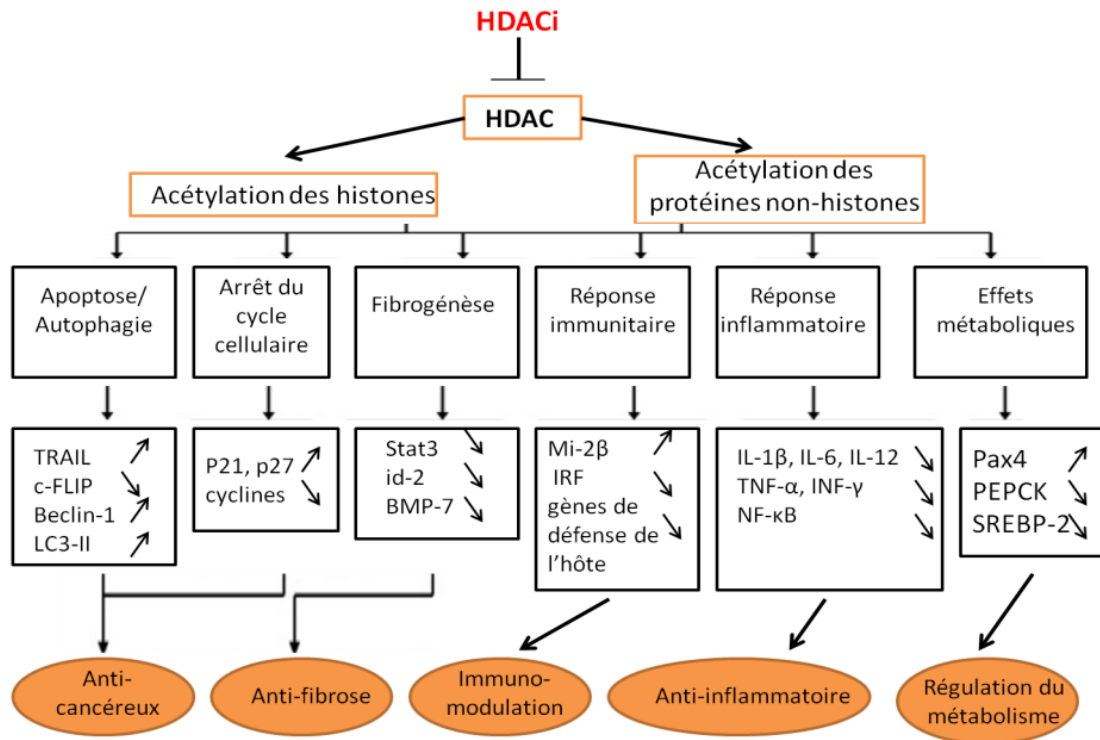 HDACi
HDAC
Acétylation des histones
Acétylation des
protéines non-histones
Apoptose/
Autophagie
Arrêt du
cycle
cellulaire
Fibrogénèse
Réponse
immunitaire
Réponse
inflammatoire
Effets
métaboliques
TRAIL
c-FLIP
Beclin-1
LC3-II
P21, p27
cyclines
Stat3
id-2
BMP-7
Mi-2β
IRF
gènes de
défense de
l'hôte
IL-1β, IL-6, IL-12
TNF-α, INF-γ
NF-κB
Pax4
PEPCK
SREBP-2
Anti-
cancéreux
Anti-fibrose
Immuno-
modulation
Anti-inflammatoire
Régulation du
métabolisme